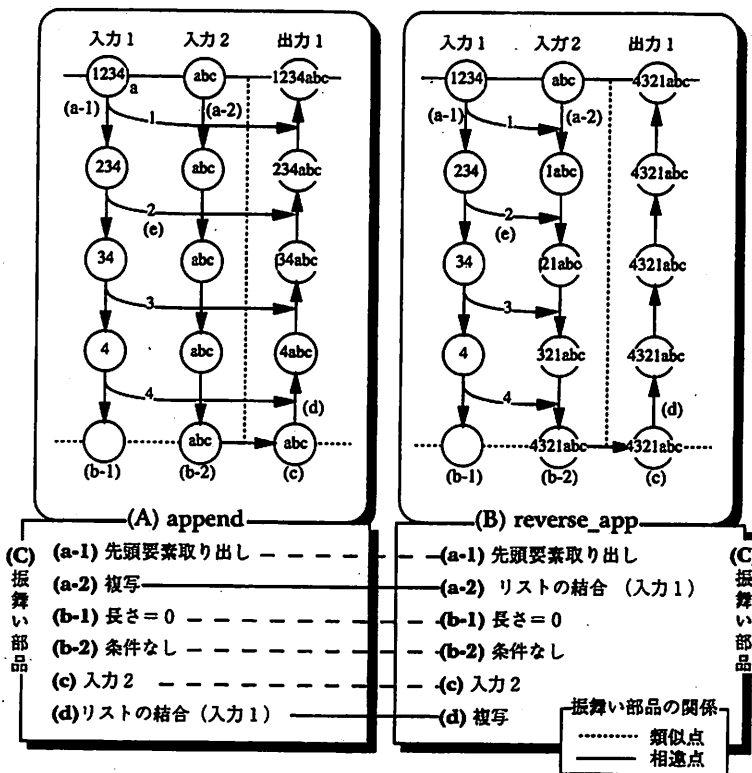 入力1 入力2 出力1
1234 a abc 1234abc
(a-1) 1 (a-2)
234 abc 234abc
2
(e)
34 abc 34abc
3
4 abc 4abc
4 (d)
abc abc
(b-1) (b-2) (c)
(A) append
入力1 入力2 出力1
1234 abc 4321abc
(a-1) 1 (a-2)
234 1abc 4321abc
2
(e)
34 21abc 4321abc
3
4 321abc 4321abc
4 (d)
4321abc 4321abc
(b-1) (b-2) (c)
(B) reverse_app
(C) 振舞い部品
(a-1) 先頭要素取り出し
(a-2) 複写
(b-1) 長さ=0
(b-2) 条件なし
(c) 入力2
(d)リストの結合(入力1)
(a-1) 先頭要素取り出し
(a-2) リストの結合(入力1)
(b-1) 長さ=0
(b-2) 条件なし
(c) 入力2
(d) 複写
(C 振舞い部品
振舞い部品の関係
類似点
相違点